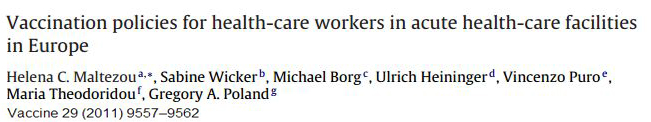 Vaccination policies for health-care workers in acute health-care facilities
in Europe
Helena C. Maltezou a,*, Sabine Wicker b, Michael Borg c, Ulrich Heininger d, Vincenzo Puro e,
Maria Theodoridou f, Gregory A. Poland g
Vaccine 29 (2011) 9557–9562